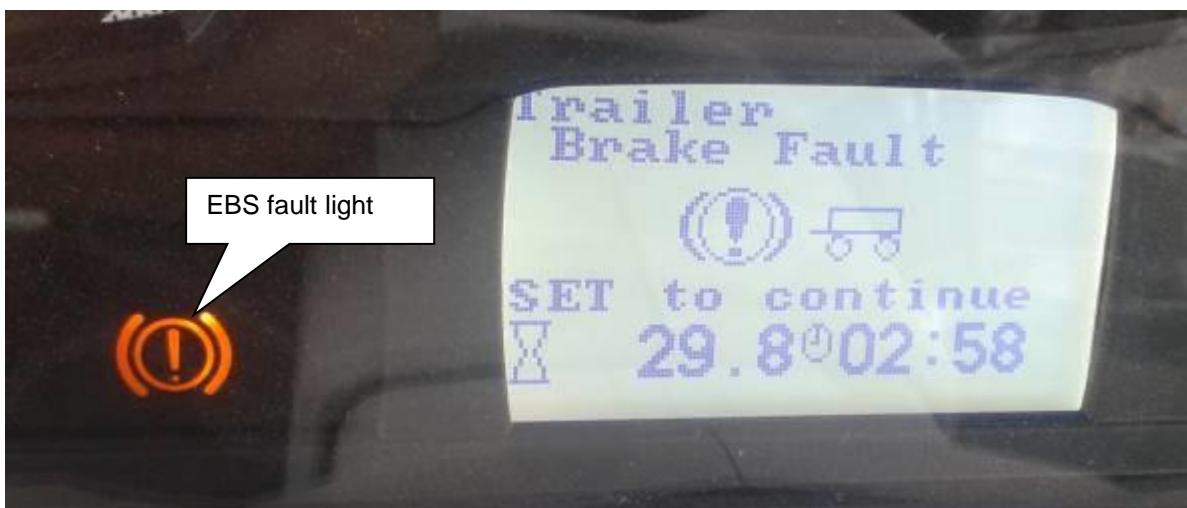 EBS fault light
Trailer
Brake Fault
SET to continue
29.8 02:58